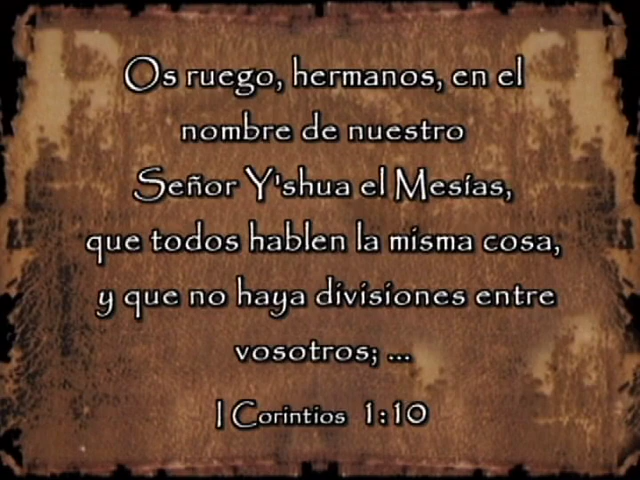 Os ruego, hermanos, en el
nombre de nuestro
Señor Y'shua el Mesías,
que todos hablen la misma cosa,
y que no haya divisiones entre
vosotros; ...
I Corintios 1:10